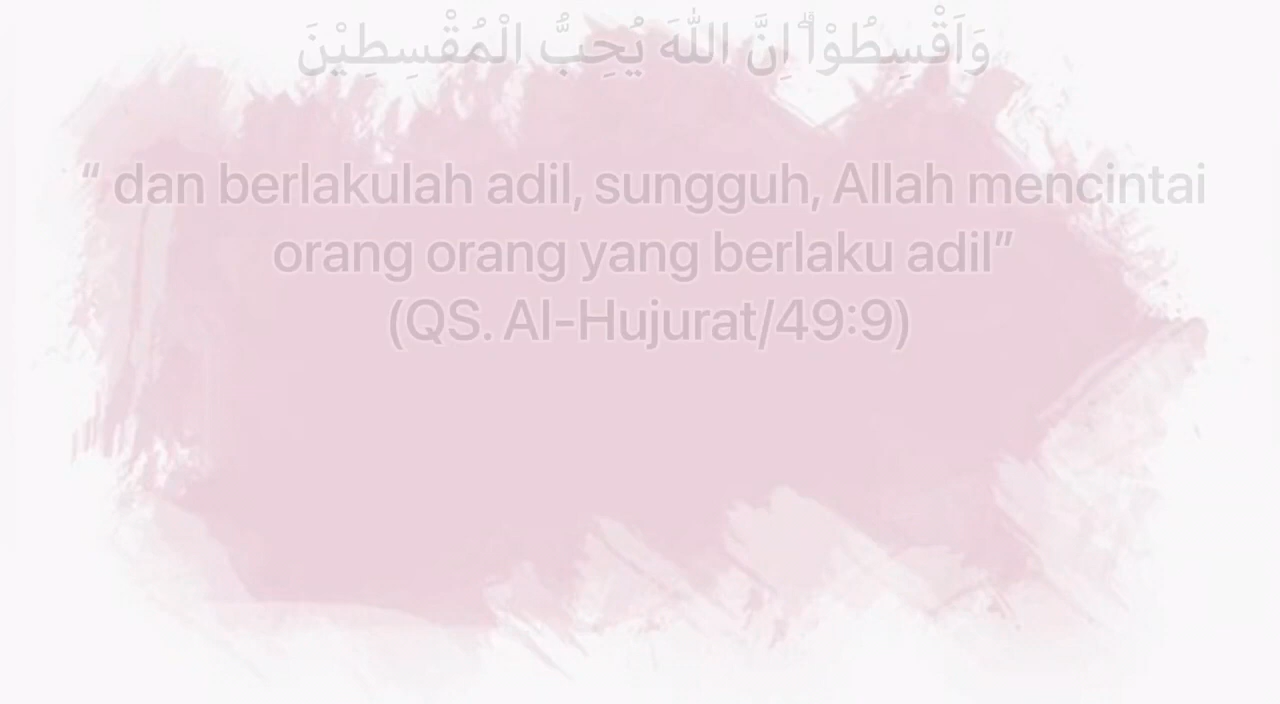 وَاَقْسِطُوْاۗ اِنَّ اللّٰهَ يُحِبُّ الْمُقْسِطِيْنَ
“ dan berlakulah adil, sungguh, Allah mencintai
orang orang yang berlaku adil”
(QS. Al-Hujurat/49:9)